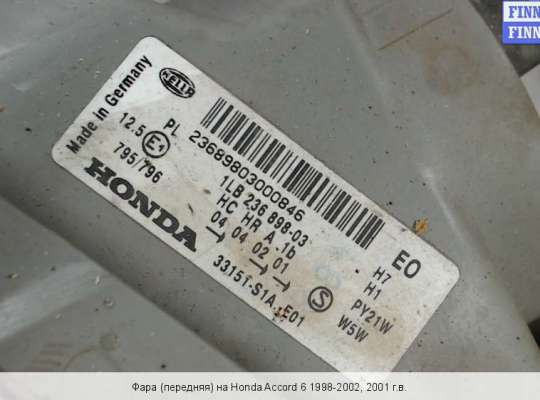 FINN
FINN
HELLA
Made in Germany
12.5 E1
795/796
PL 23689803000846
1LB 236 898-03
HC HR A .1b
04 04 02 01
→ → →
33151-S1A-E01
HONDA
S
EO
H7
H1
PY21W
W5W
Фара (передняя) на Honda Accord 6 1998-2002, 2001 г.в.